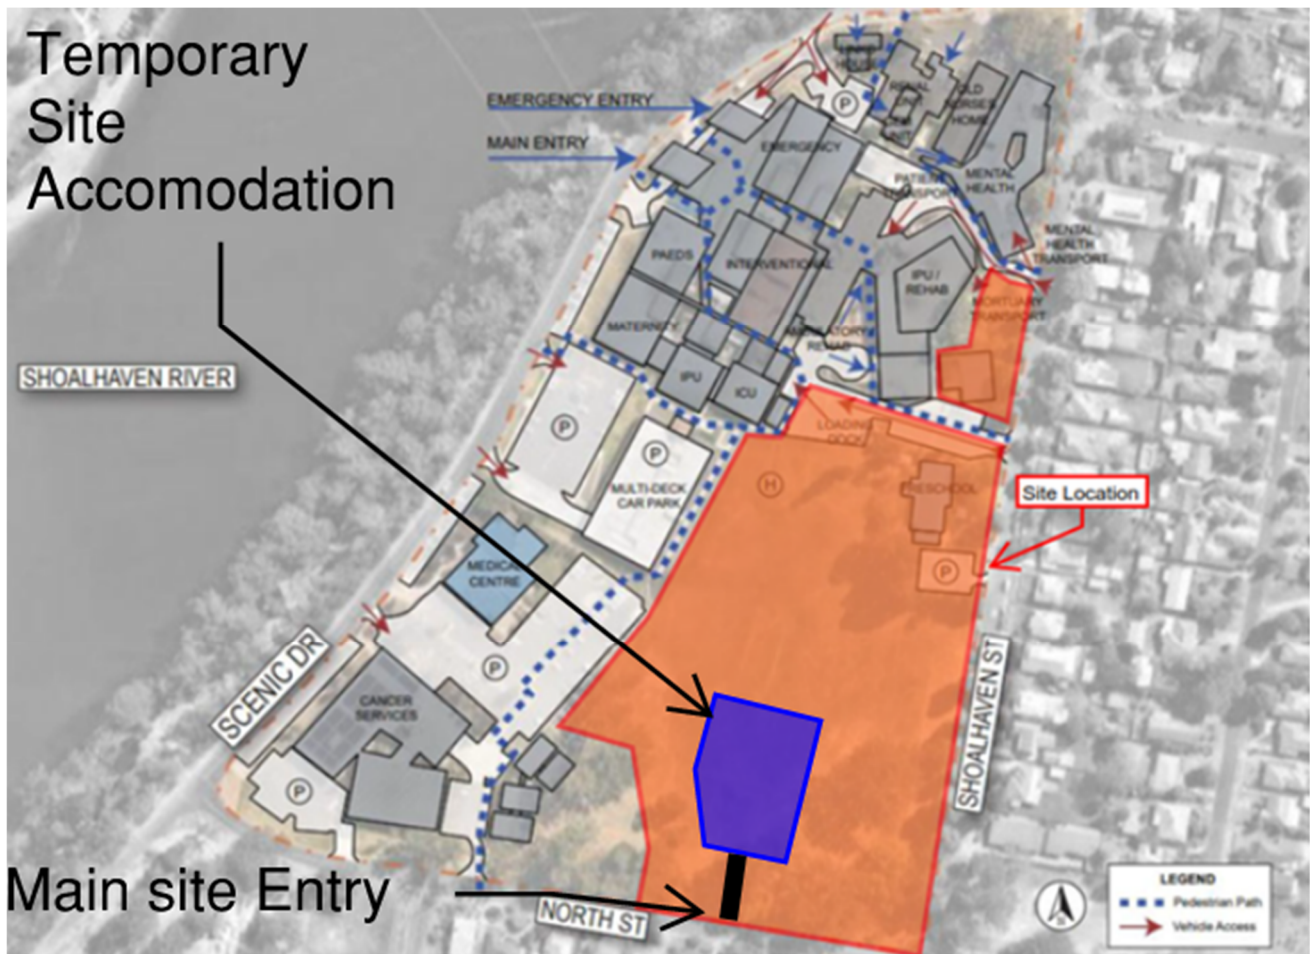 Temporary
Site
Accomodation
EMERGENCY ENTRY
MAIN ENTRY
P
RENAL
UNIT
OLD
NURSES
HOME
EMERGENCY
PATIENT
TRANSPORT
MENTAL
HEALTH
MENTAL
HEALTH
TRANSPORT
PAEDS
INTERVENTIONAL
IPU /
REHAB
MORTUARY
TRANSPORT
MATERNITY
AMBULATORY
REHAB
IPU
ICU
SHOALHAVEN RIVER
P
P
LOADING
DOCK
MULTI-DECK
CAR PARK
H
PRESCHOOL
Site Location
MEDICAL
CENTRE
P
P
SCENIC DR
CANCER
SERVICES
SHOALHAVEN ST
P
Main site Entry
NORTH ST
LEGEND
Pedestrian Path
Vehicle Access